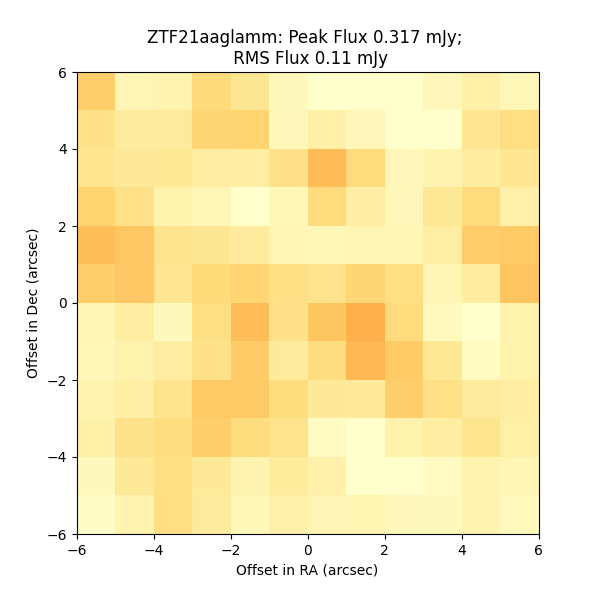 ZTF21aaglamm: Peak Flux 0.317 mJy;
RMS Flux 0.11 mJy
6
4
2
0
−2
−4
−6
Offset in Dec (arcsec)
−6 −4 −2 0 2 4 6
Offset in RA (arcsec)